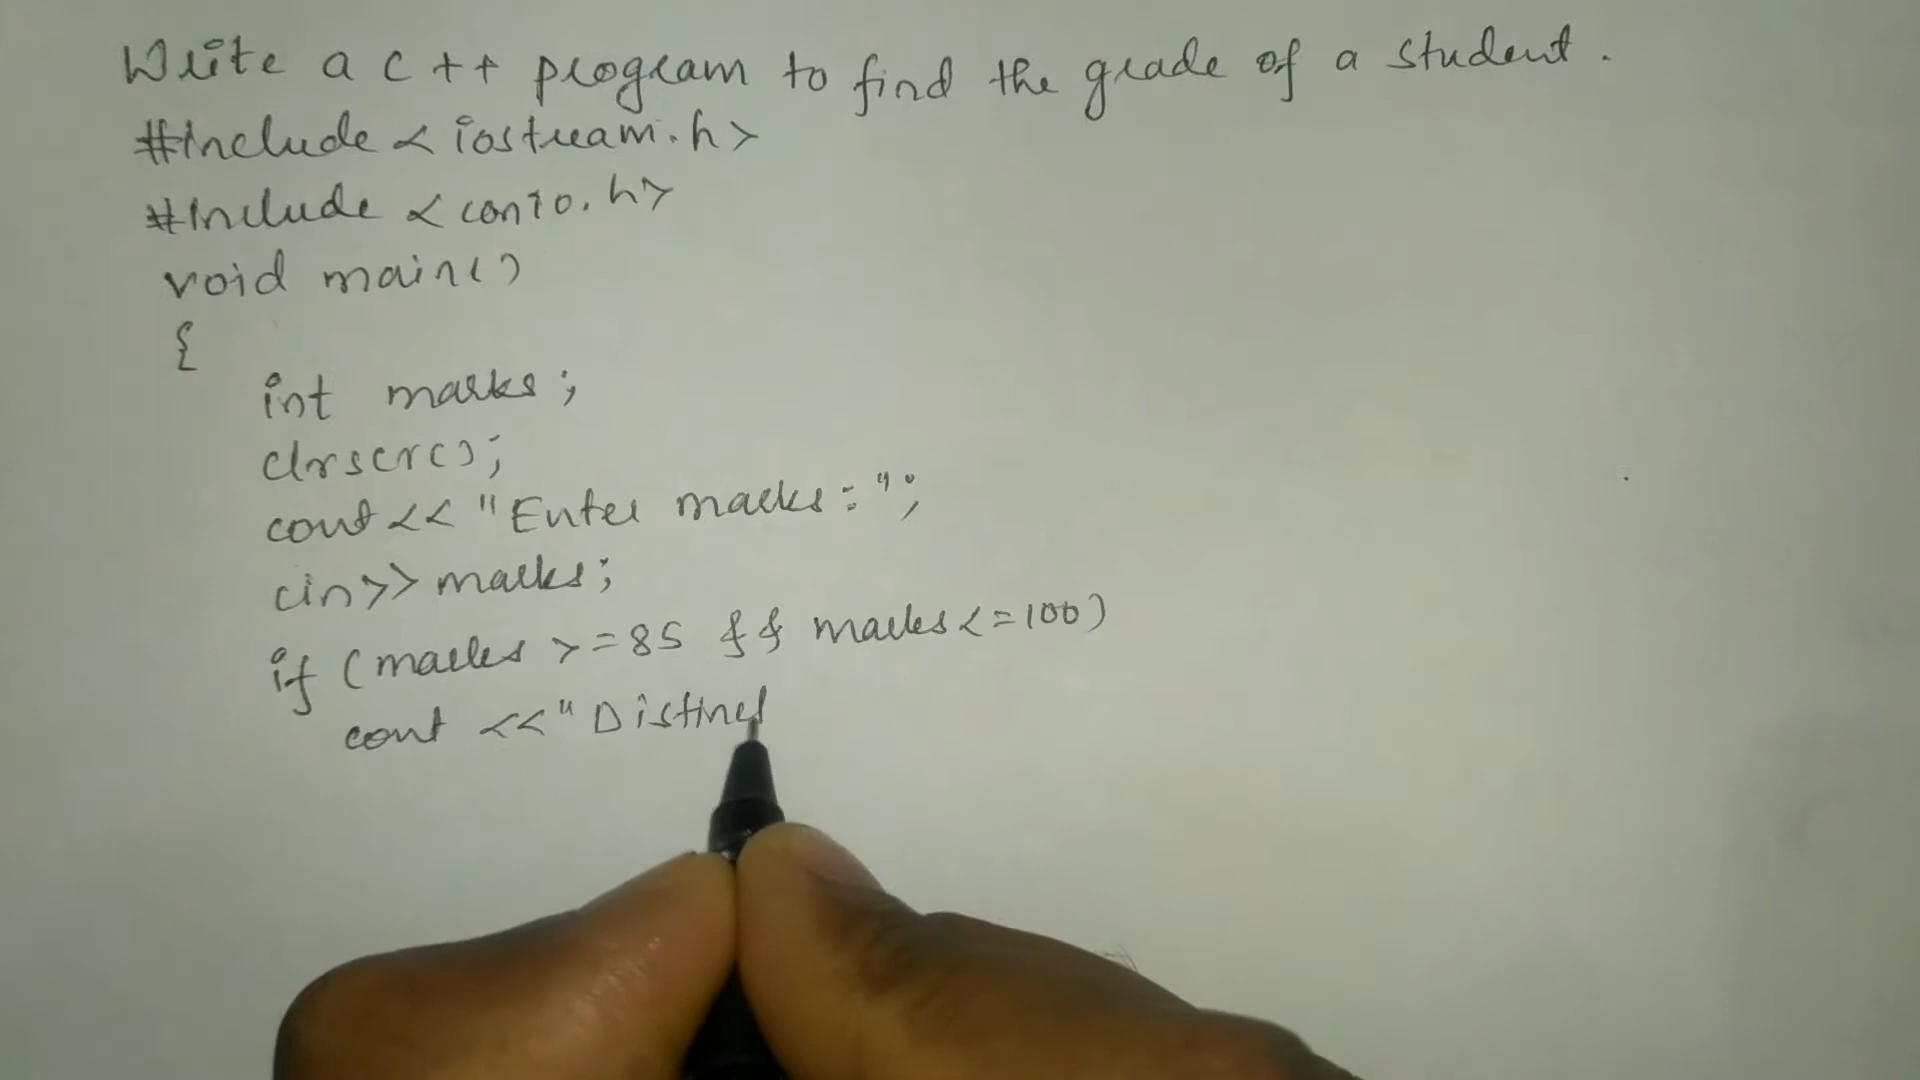 Write a c++ program to find the grade of a student.
#Include <iostream.h>
#Include <conio.h>
void main()
{
int marks;
clrscr();
cout<< "Enter marks:";
cin>>marks;
if (marks >=85 && marks<=100)
cout <<"Distinct